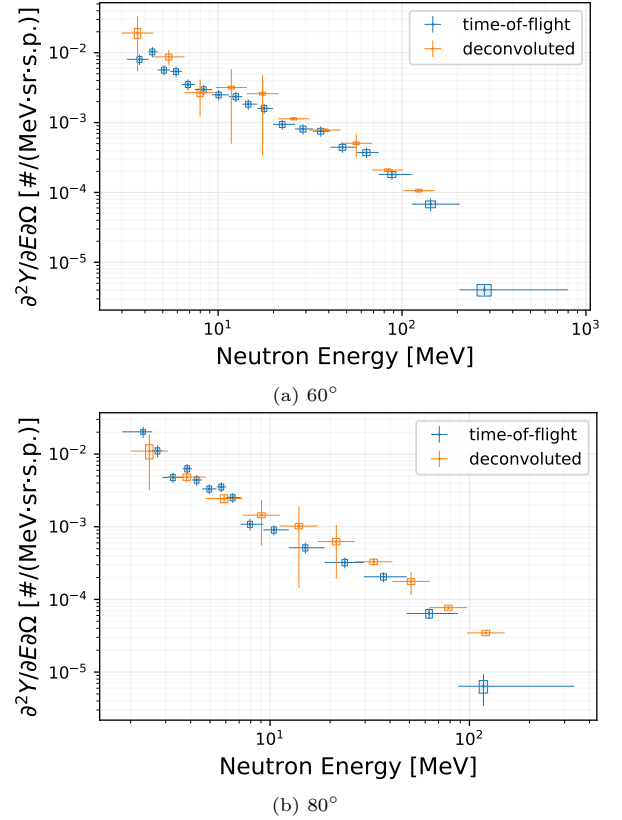 ∂²Y/∂E∂Ω [#/(MeV·sr·s.p.)]
10⁻²
10⁻³
10⁻⁴
10⁻⁵
time-of-flight
deconvoluted
10¹ 10² 10³
Neutron Energy [MeV]
(a) 60°
∂²Y/∂E∂Ω [#/(MeV·sr·s.p.)]
10⁻²
10⁻³
10⁻⁴
10⁻⁵
time-of-flight
deconvoluted
10¹ 10²
Neutron Energy [MeV]
(b) 80°